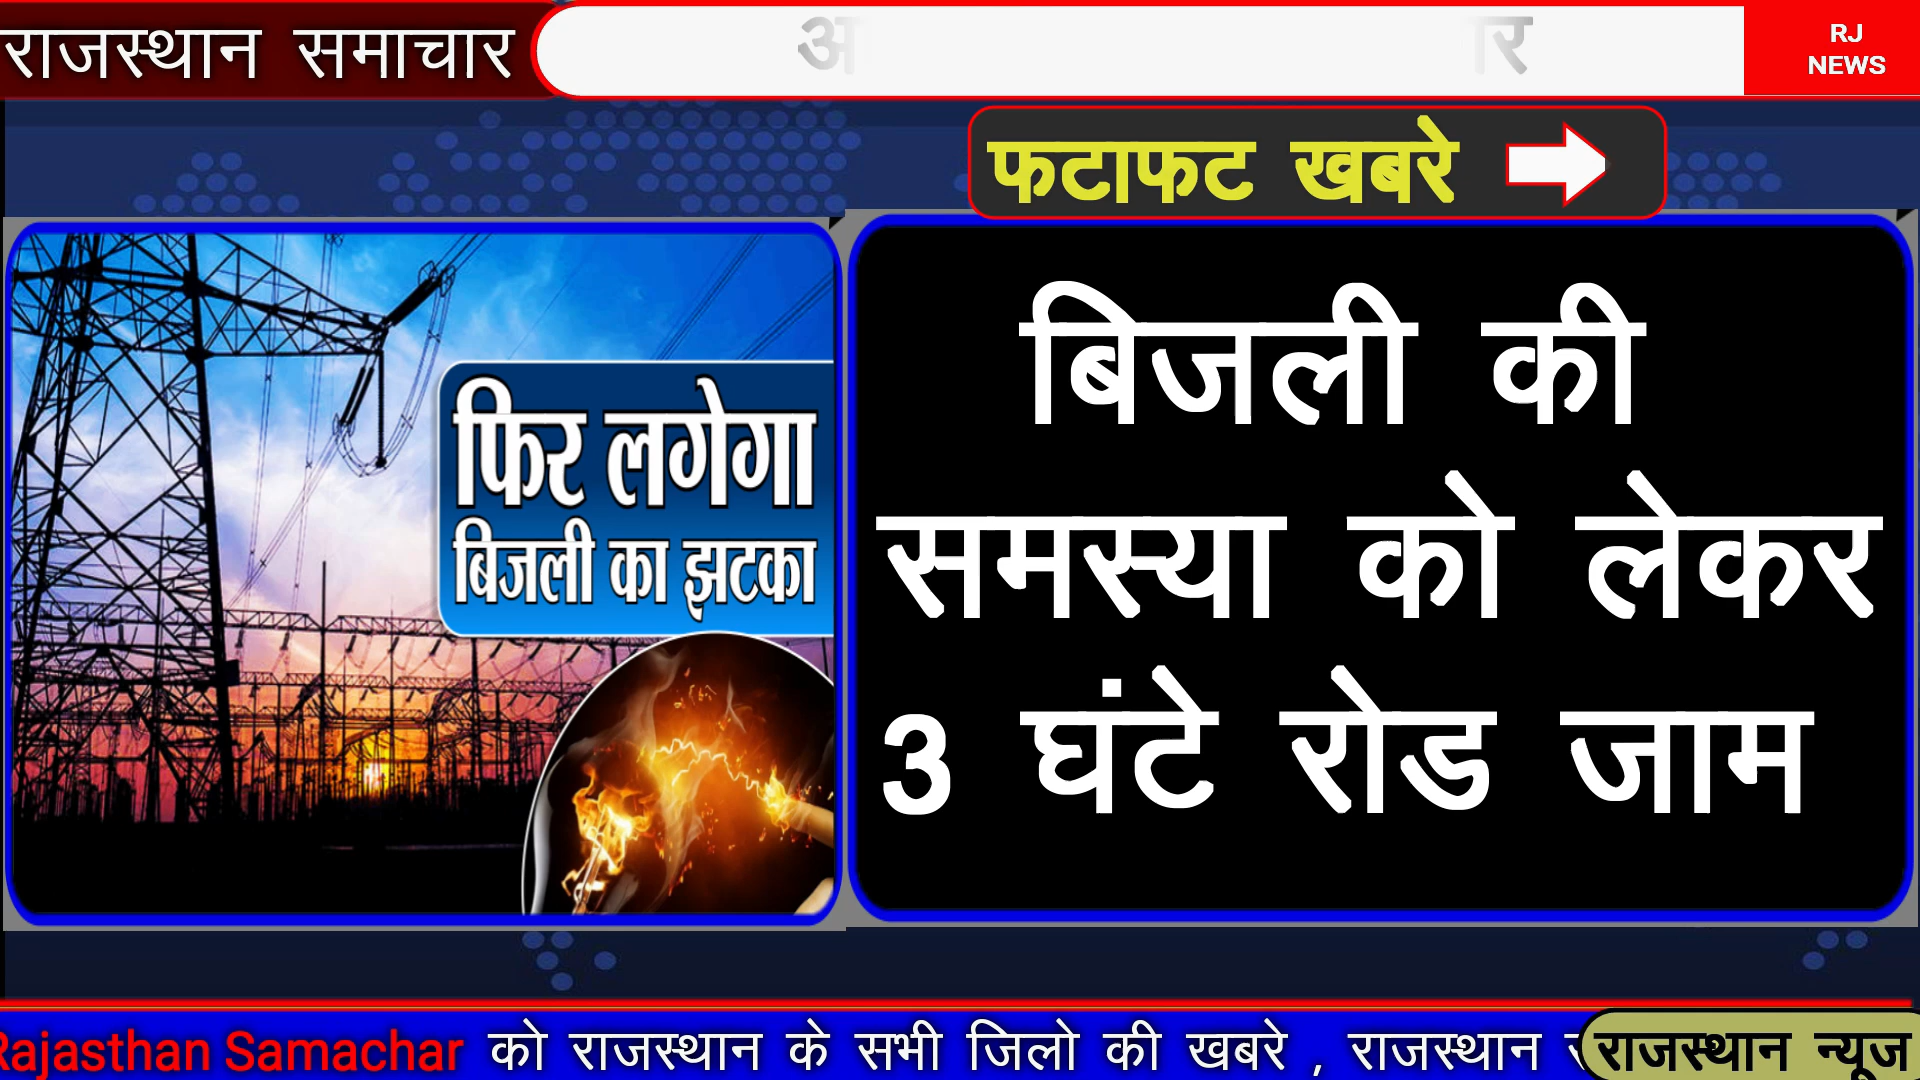 राजस्थान समाचार
RJ
NEWS
फटाफट खबरे
फिर लगेगा
बिजली का झटका
बिजली की
समस्या को लेकर
3 घंटे रोड जाम
Rajasthan Samachar को राजस्थान के सभी जिलो की खबरे , राजस्थान
राजस्थान न्यूज